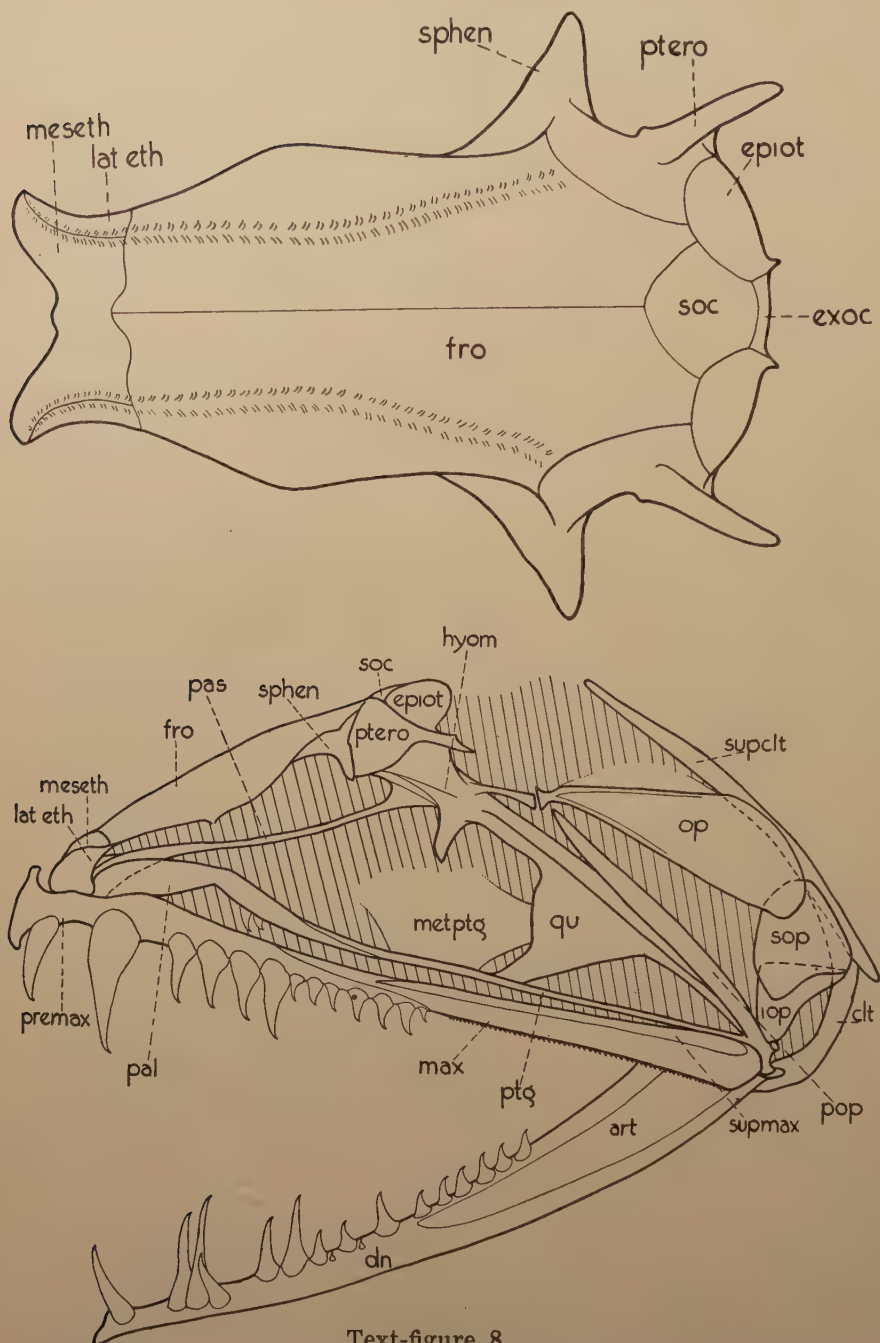 sphen
ptero
meseth
lat eth
epiot
soc
exoc
fro
hyom
soc
pas
sphen
epiot
fro
ptero
supclt
meseth
lat eth
op
metptg
qu
sop
iop
clt
premax
pal
max
ptg
pop
supmax
art
dn
Text-figure 8